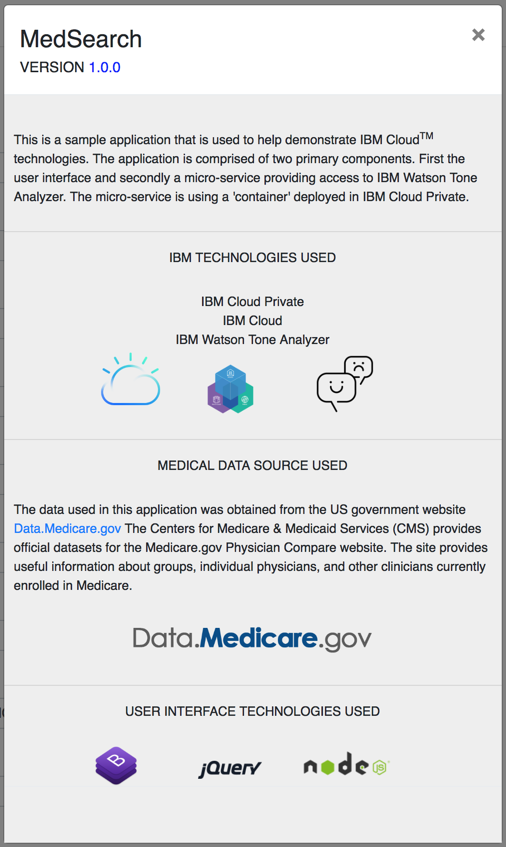 MedSearch
×
VERSION 1.0.0
This is a sample application that is used to help demonstrate IBM Cloud™
technologies. The application is comprised of two primary components. First the
user interface and secondly a micro-service providing access to IBM Watson Tone
Analyzer. The micro-service is using a 'container' deployed in IBM Cloud Private.
IBM TECHNOLOGIES USED
IBM Cloud Private
IBM Cloud
IBM Watson Tone Analyzer
MEDICAL DATA SOURCE USED
The data used in this application was obtained from the US government website
Data.Medicare.gov The Centers for Medicare & Medicaid Services (CMS) provides
official datasets for the Medicare.gov Physician Compare website. The site provides
useful information about groups, individual physicians, and other clinicians currently
enrolled in Medicare.
Data.Medicare.gov
USER INTERFACE TECHNOLOGIES USED
B jQuery node JS